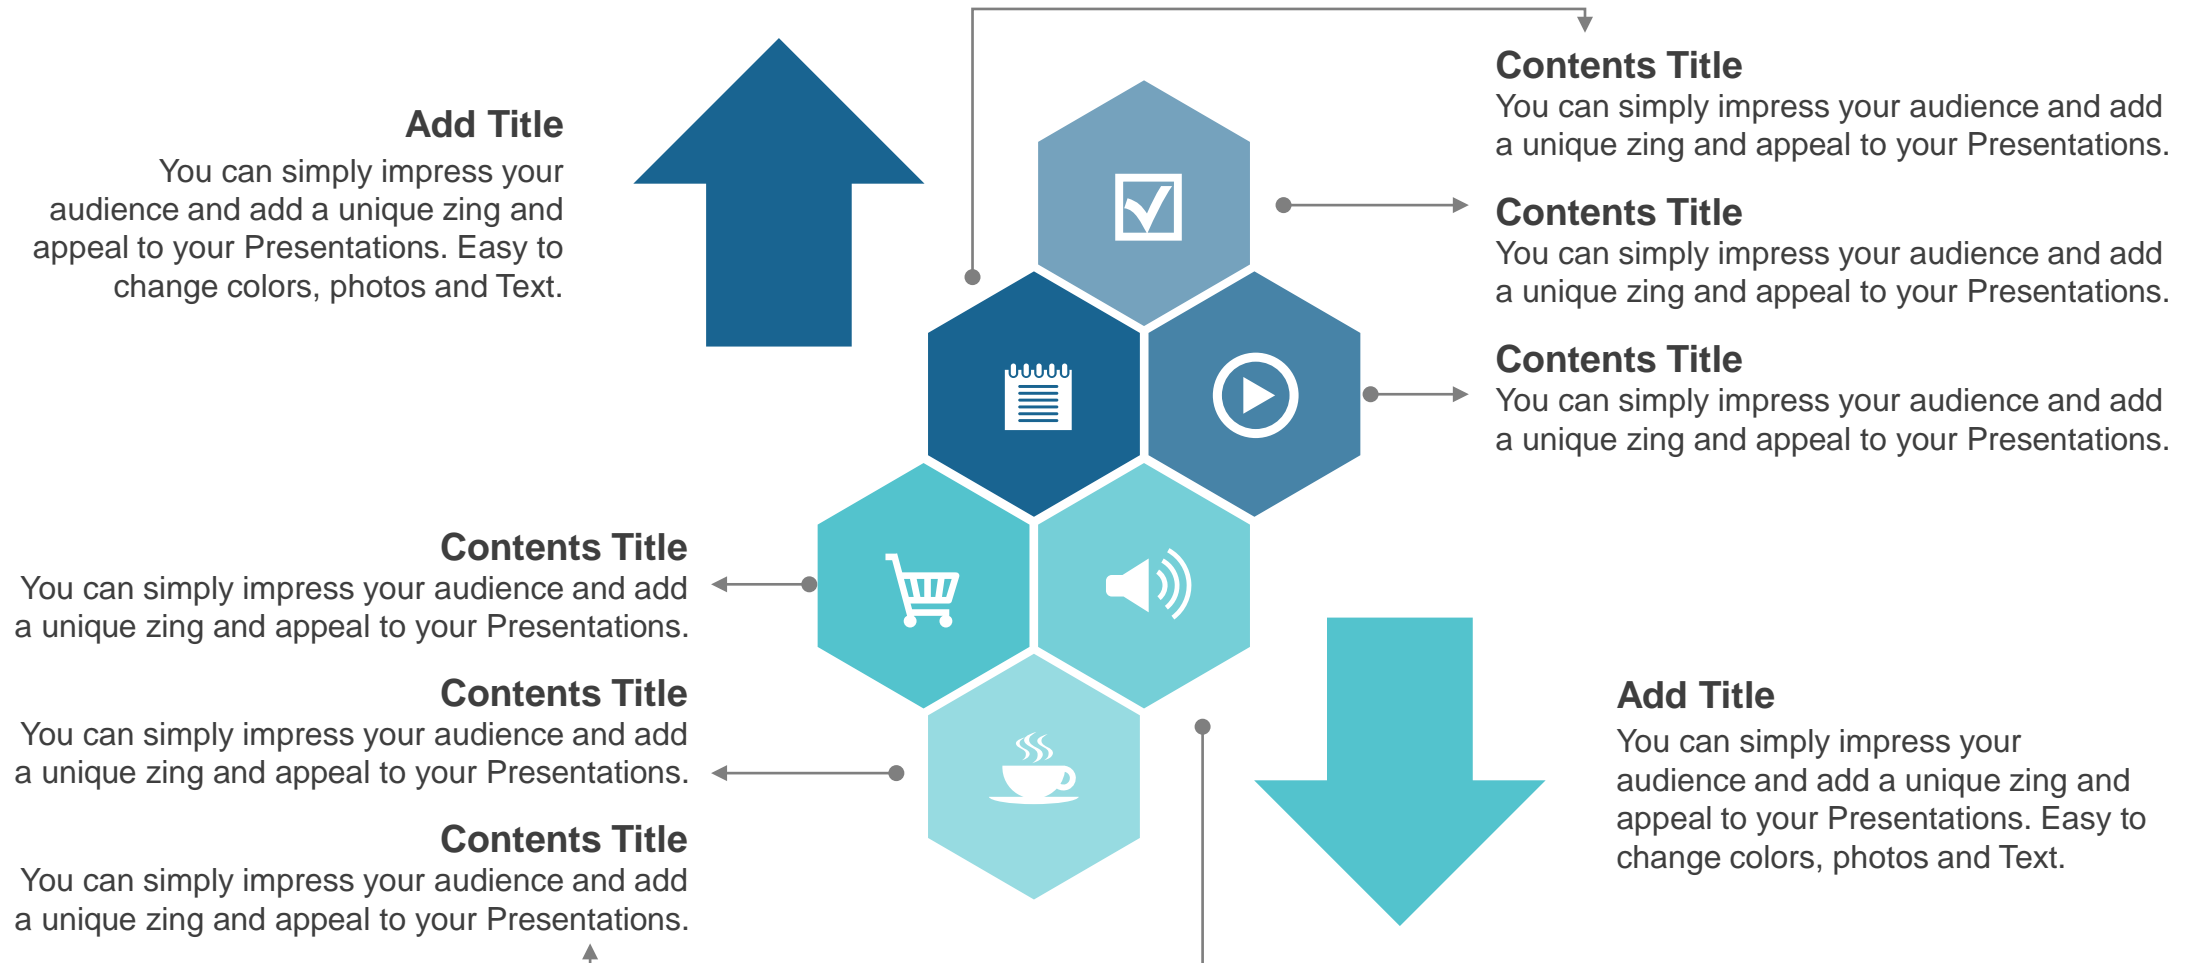 Add Title
You can simply impress your
audience and add a unique zing and
appeal to your Presentations. Easy to
change colors, photos and Text.
Contents Title
You can simply impress your audience and add
a unique zing and appeal to your Presentations.
Contents Title
You can simply impress your audience and add
a unique zing and appeal to your Presentations.
Contents Title
You can simply impress your audience and add
a unique zing and appeal to your Presentations.
Contents Title
You can simply impress your audience and add
a unique zing and appeal to your Presentations.
Contents Title
You can simply impress your audience and add
a unique zing and appeal to your Presentations.
Contents Title
You can simply impress your audience and add
a unique zing and appeal to your Presentations.
Add Title
You can simply impress your
audience and add a unique zing and
appeal to your Presentations. Easy to
change colors, photos and Text.